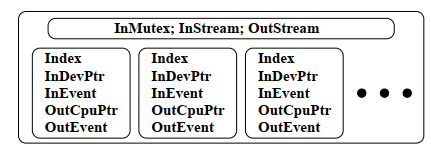 InMutex; InStream; OutStream
Index
InDevPtr
InEvent
OutCpuPtr
OutEvent
Index
InDevPtr
InEvent
OutCpuPtr
OutEvent
Index
InDevPtr
InEvent
OutCpuPtr
OutEvent